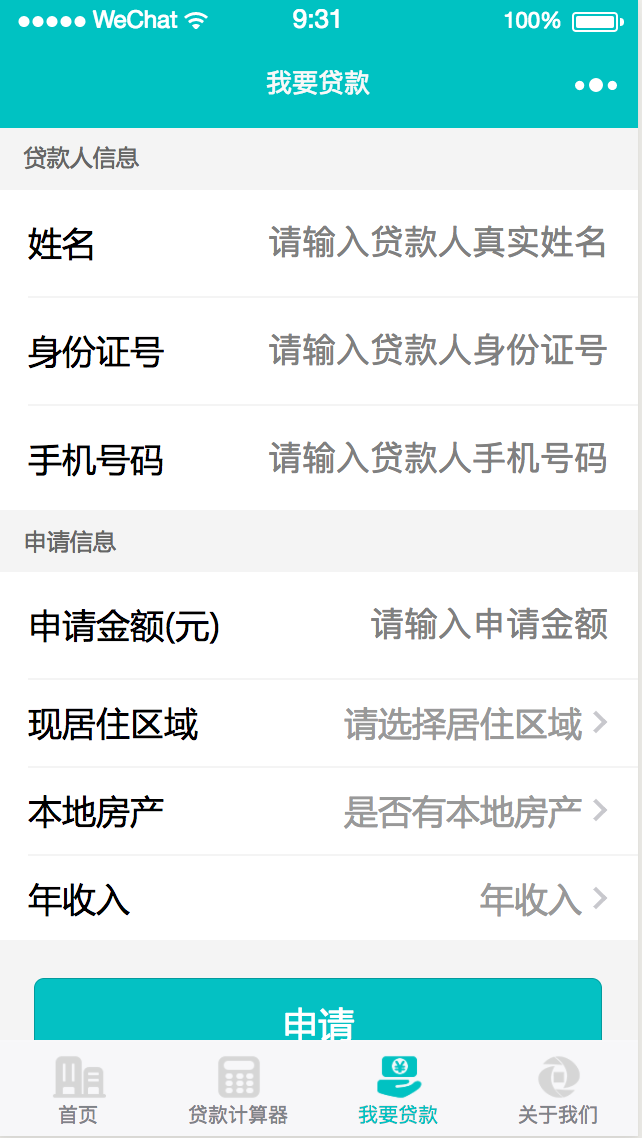 WeChat 9:31 100%
我要贷款
贷款人信息
姓名 请输入贷款人真实姓名
身份证号 请输入贷款人身份证号
手机号码 请输入贷款人手机号码
申请信息
申请金额(元) 请输入申请金额
现居住区域 请选择居住区域
本地房产 是否有本地房产
年收入 年收入
申请
首页 贷款计算器 我要贷款 关于我们